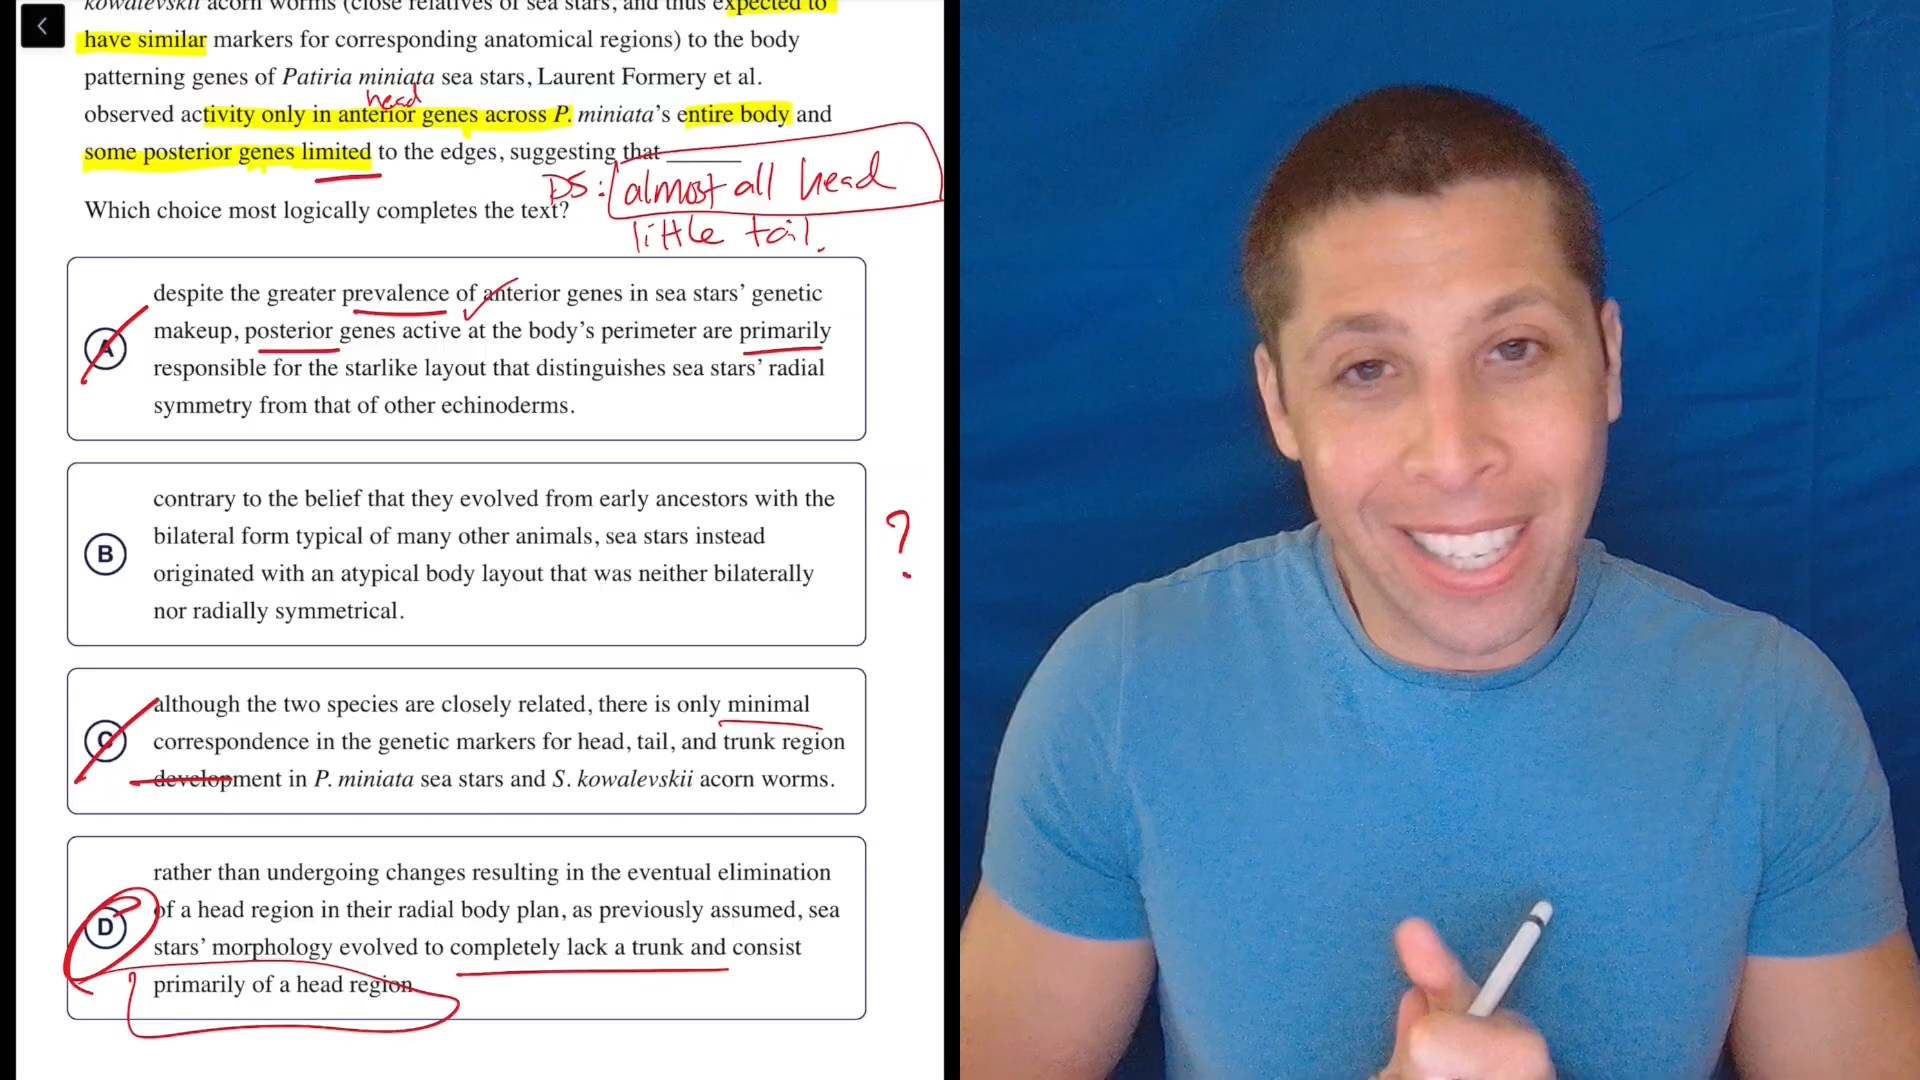 kowalevskii acorn worms (close relatives of sea stars, and thus expected to
have similar markers for corresponding anatomical regions) to the body
patterning genes of Patiria miniata sea stars, Laurent Formery et al.
head
observed activity only in anterior genes across P. miniata's entire body and
some posterior genes limited to the edges, suggesting that ______
DS: almost all head
Which choice most logically completes the text?
little tail.
despite the greater prevalence of anterior genes in sea stars' genetic
makeup, posterior genes active at the body's perimeter are primarily
A
responsible for the starlike layout that distinguishes sea stars' radial
symmetry from that of other echinoderms.
contrary to the belief that they evolved from early ancestors with the
bilateral form typical of many other animals, sea stars instead
?
B
originated with an atypical body layout that was neither bilaterally
nor radially symmetrical.
although the two species are closely related, there is only minimal
C
correspondence in the genetic markers for head, tail, and trunk region
development in P. miniata sea stars and S. kowalevskii acorn worms.
rather than undergoing changes resulting in the eventual elimination
of a head region in their radial body plan, as previously assumed, sea
D
stars' morphology evolved to completely lack a trunk and consist
primarily of a head region.